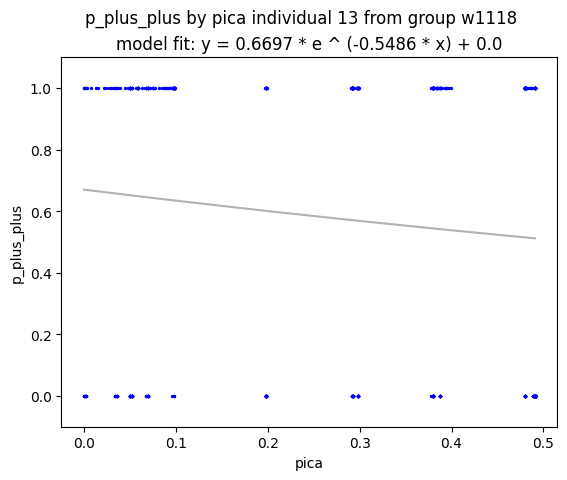 p_plus_plus by pica individual 13 from group w1118
model fit: y = 0.6697 * e ^ (-0.5486 * x) + 0.0
1.0
0.8
0.6
0.4
0.2
0.0
p_plus_plus
0.0 0.1 0.2 0.3 0.4 0.5
pica